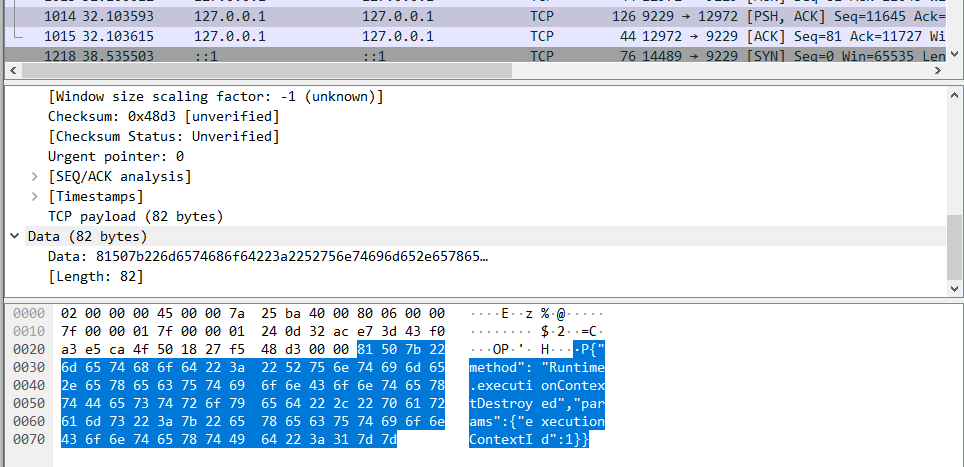 1014 32.103593 127.0.0.1 127.0.0.1 TCP 126 9229 → 12972 [PSH, ACK] Seq=11645 Ack=
1015 32.103615 127.0.0.1 127.0.0.1 TCP 44 12972 → 9229 [ACK] Seq=81 Ack=11727 Wi
1218 38.535503 ::1 ::1 TCP 76 14489 → 9229 [SYN] Seq=0 Win=65535 Len
[Window size scaling factor: -1 (unknown)]
Checksum: 0x48d3 [unverified]
[Checksum Status: Unverified]
Urgent pointer: 0
[SEQ/ACK analysis]
[Timestamps]
TCP payload (82 bytes)
Data (82 bytes)
Data: 81507b226d6574686f64223a2252756e74696d652e657865…
[Length: 82]
0000 02 00 00 00 45 00 00 7a 25 ba 40 00 80 06 00 00 ····E··z %·@·····
0010 7f 00 00 01 7f 00 00 01 24 0d 32 ac e7 3d 43 f0 ········ $·2··=C·
0020 a3 e5 ca 4f 50 18 27 f5 48 d3 00 00 81 50 7b 22 ···OP·'· H····P{"
0030 6d 65 74 68 6f 64 22 3a 22 52 75 6e 74 69 6d 65 method": "Runtime
0040 2e 65 78 65 63 75 74 69 6f 6e 43 6f 6e 74 65 78 .executi onContex
0050 74 44 65 73 74 72 6f 79 65 64 22 2c 22 70 61 72 tDestroy ed","par
0060 61 6d 73 22 3a 7b 22 65 78 65 63 75 74 69 6f 6e ams":{"e xecution
0070 43 6f 6e 74 65 78 74 49 64 22 3a 31 7d 7d ContextI d":1}}